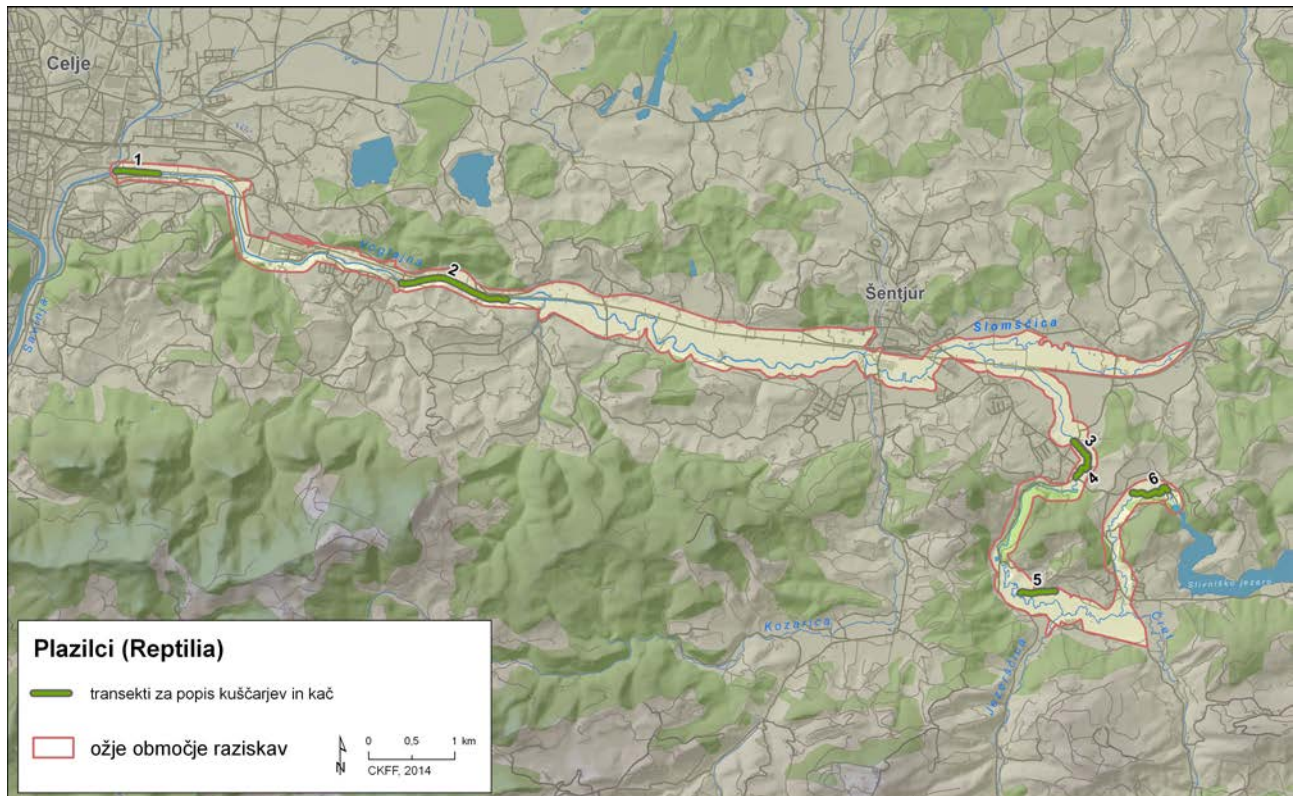 Celje
1
Voglajna
2
Savinja
Šentjur
Slomščica
3
4
6
5
Slivniško jezero
Kozarica
Jezerščica
Čret
Plazilci (Reptilia)
transekti za popis kuščarjev in kač
ožje območje raziskav
N
0 0,5 1 km
CKFF, 2014